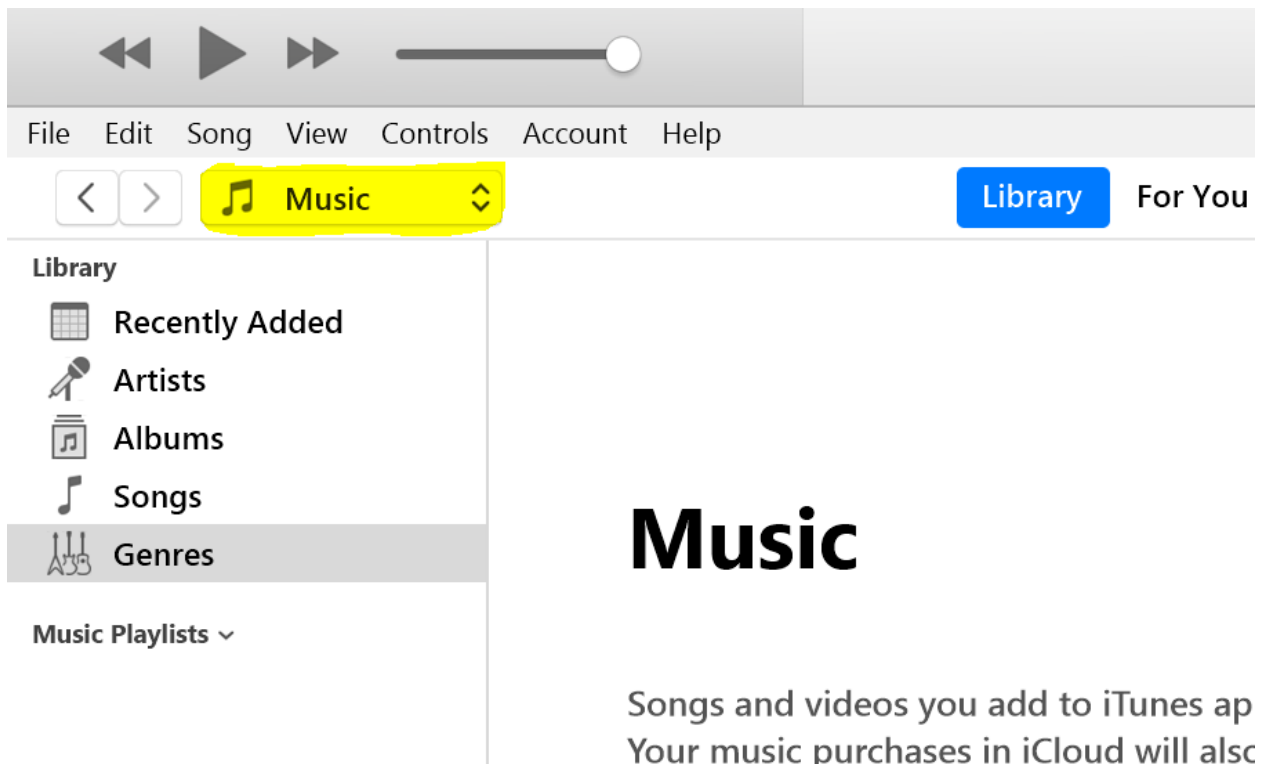 File Edit Song View Controls Account Help
Music
Library For You
Library
Recently Added
Artists
Albums
Songs
Genres
Music Playlists
Music
Songs and videos you add to iTunes ap
Your music purchases in iCloud will also